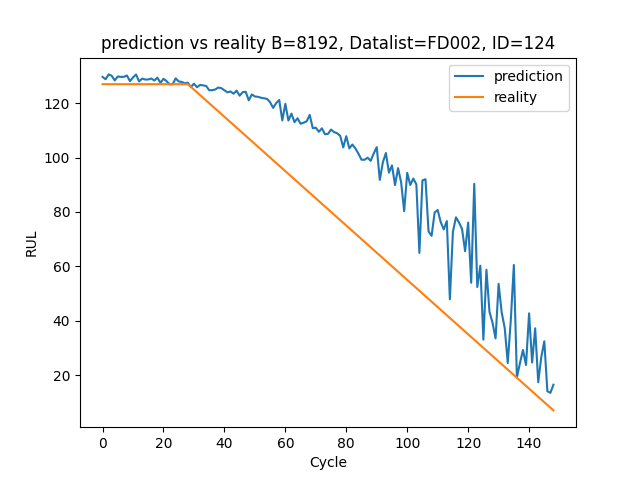 prediction vs reality B=8192, Datalist=FD002, ID=124
prediction
reality
RUL
120
100
80
60
40
20
0 20 40 60 80 100 120 140
Cycle